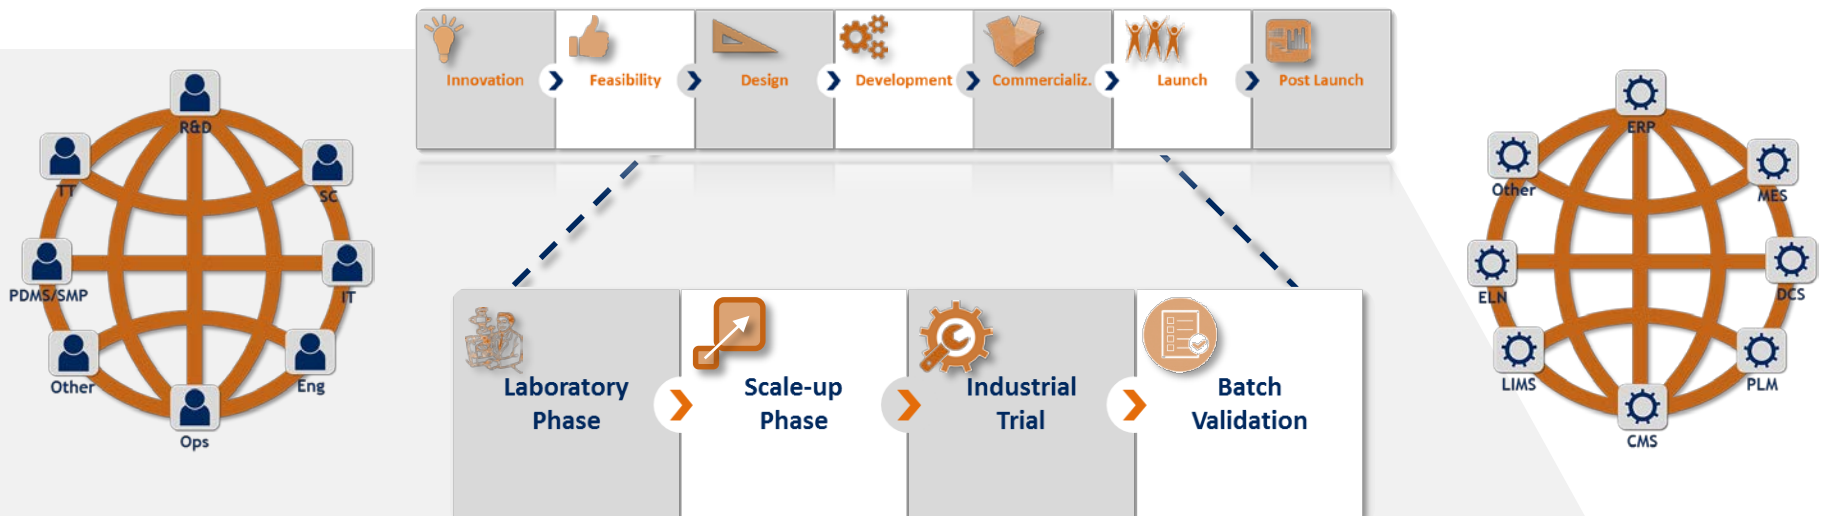 Innovation
Feasibility
Design
Development
Commercializ.
Launch
Post Launch
R&D
TT
SC
PDMS/SMP
IT
Other
Eng
Ops
Laboratory
Phase
Scale-up
Phase
Industrial
Trial
Batch
Validation
ERP
Other
MES
ELN
DCS
LIMS
PLM
CMS